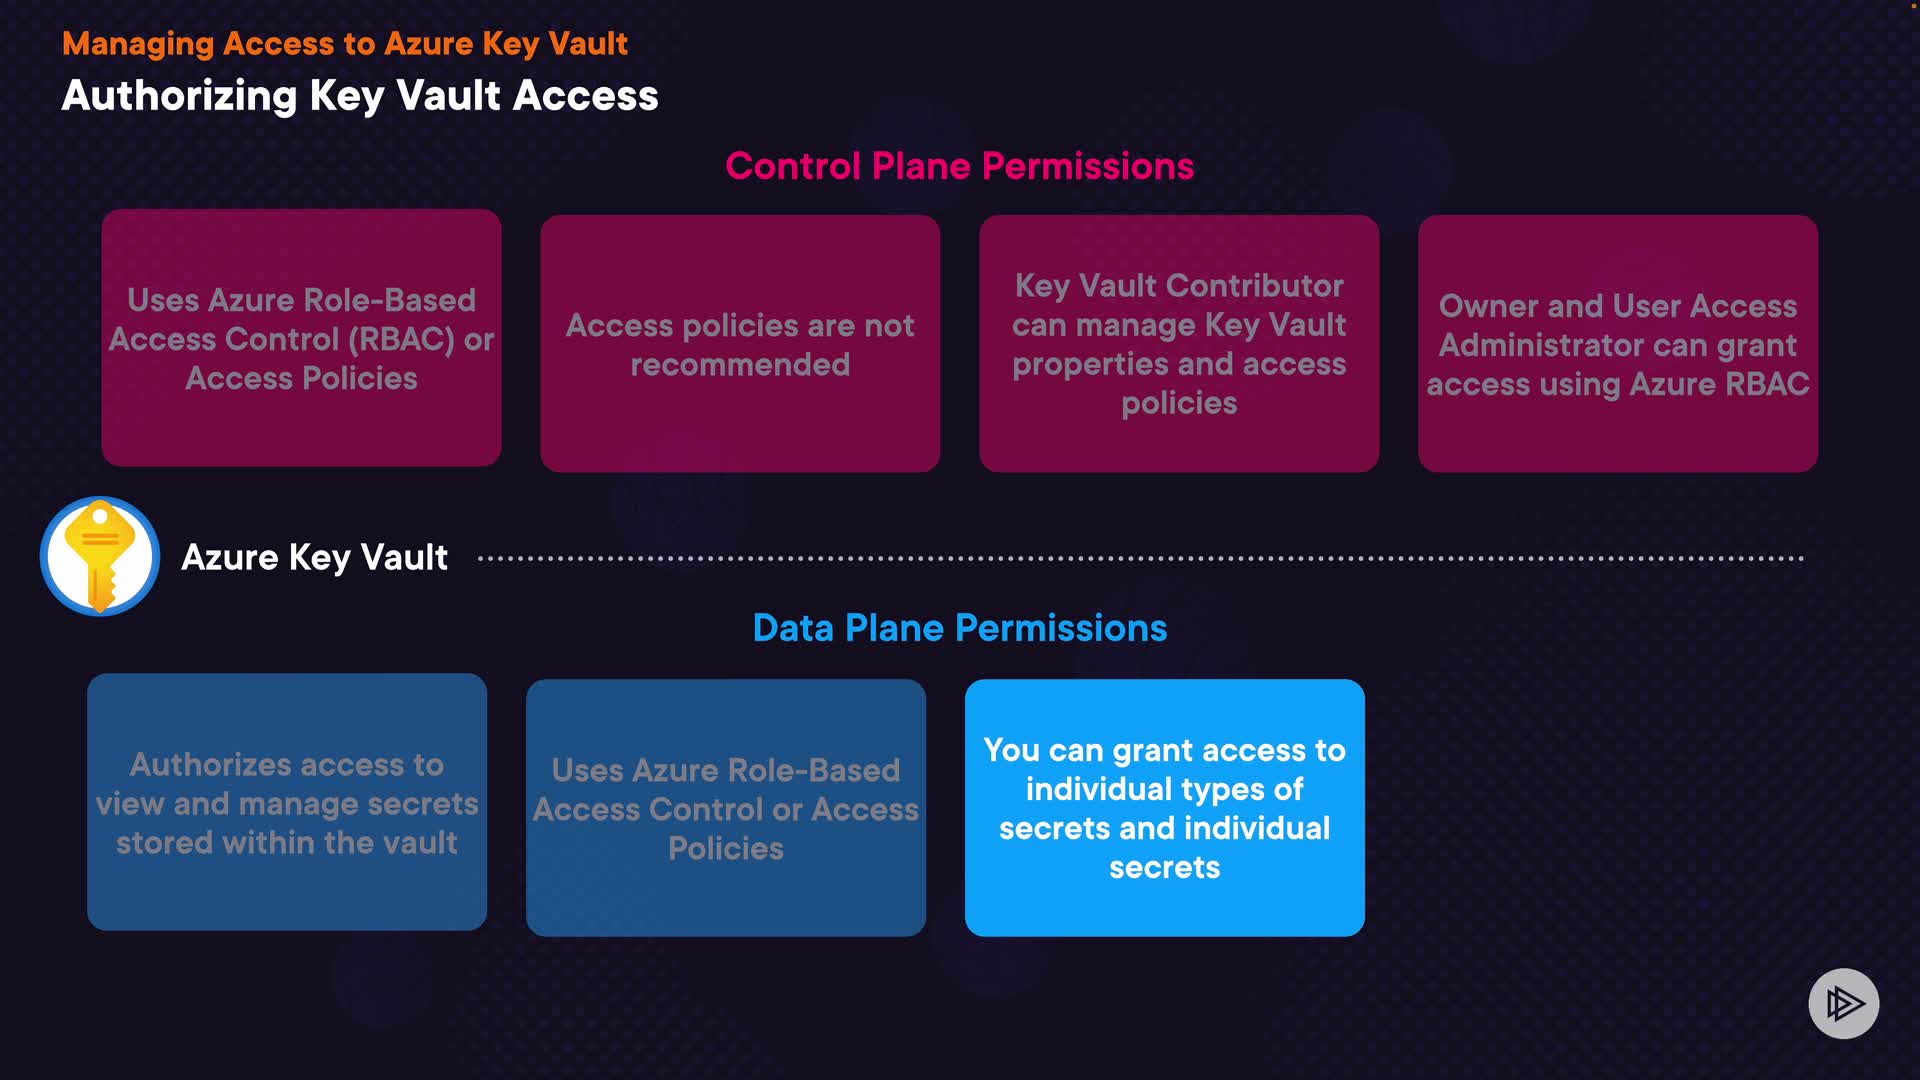 Managing Access to Azure Key Vault
Authorizing Key Vault Access
Control Plane Permissions
Uses Azure Role-Based
Access Control (RBAC) or
Access Policies
Access policies are not
recommended
Key Vault Contributor
can manage Key Vault
properties and access
policies
Owner and User Access
Administrator can grant
access using Azure RBAC
Azure Key Vault
Data Plane Permissions
Authorizes access to
view and manage secrets
stored within the vault
Uses Azure Role-Based
Access Control or Access
Policies
You can grant access to
individual types of
secrets and individual
secrets